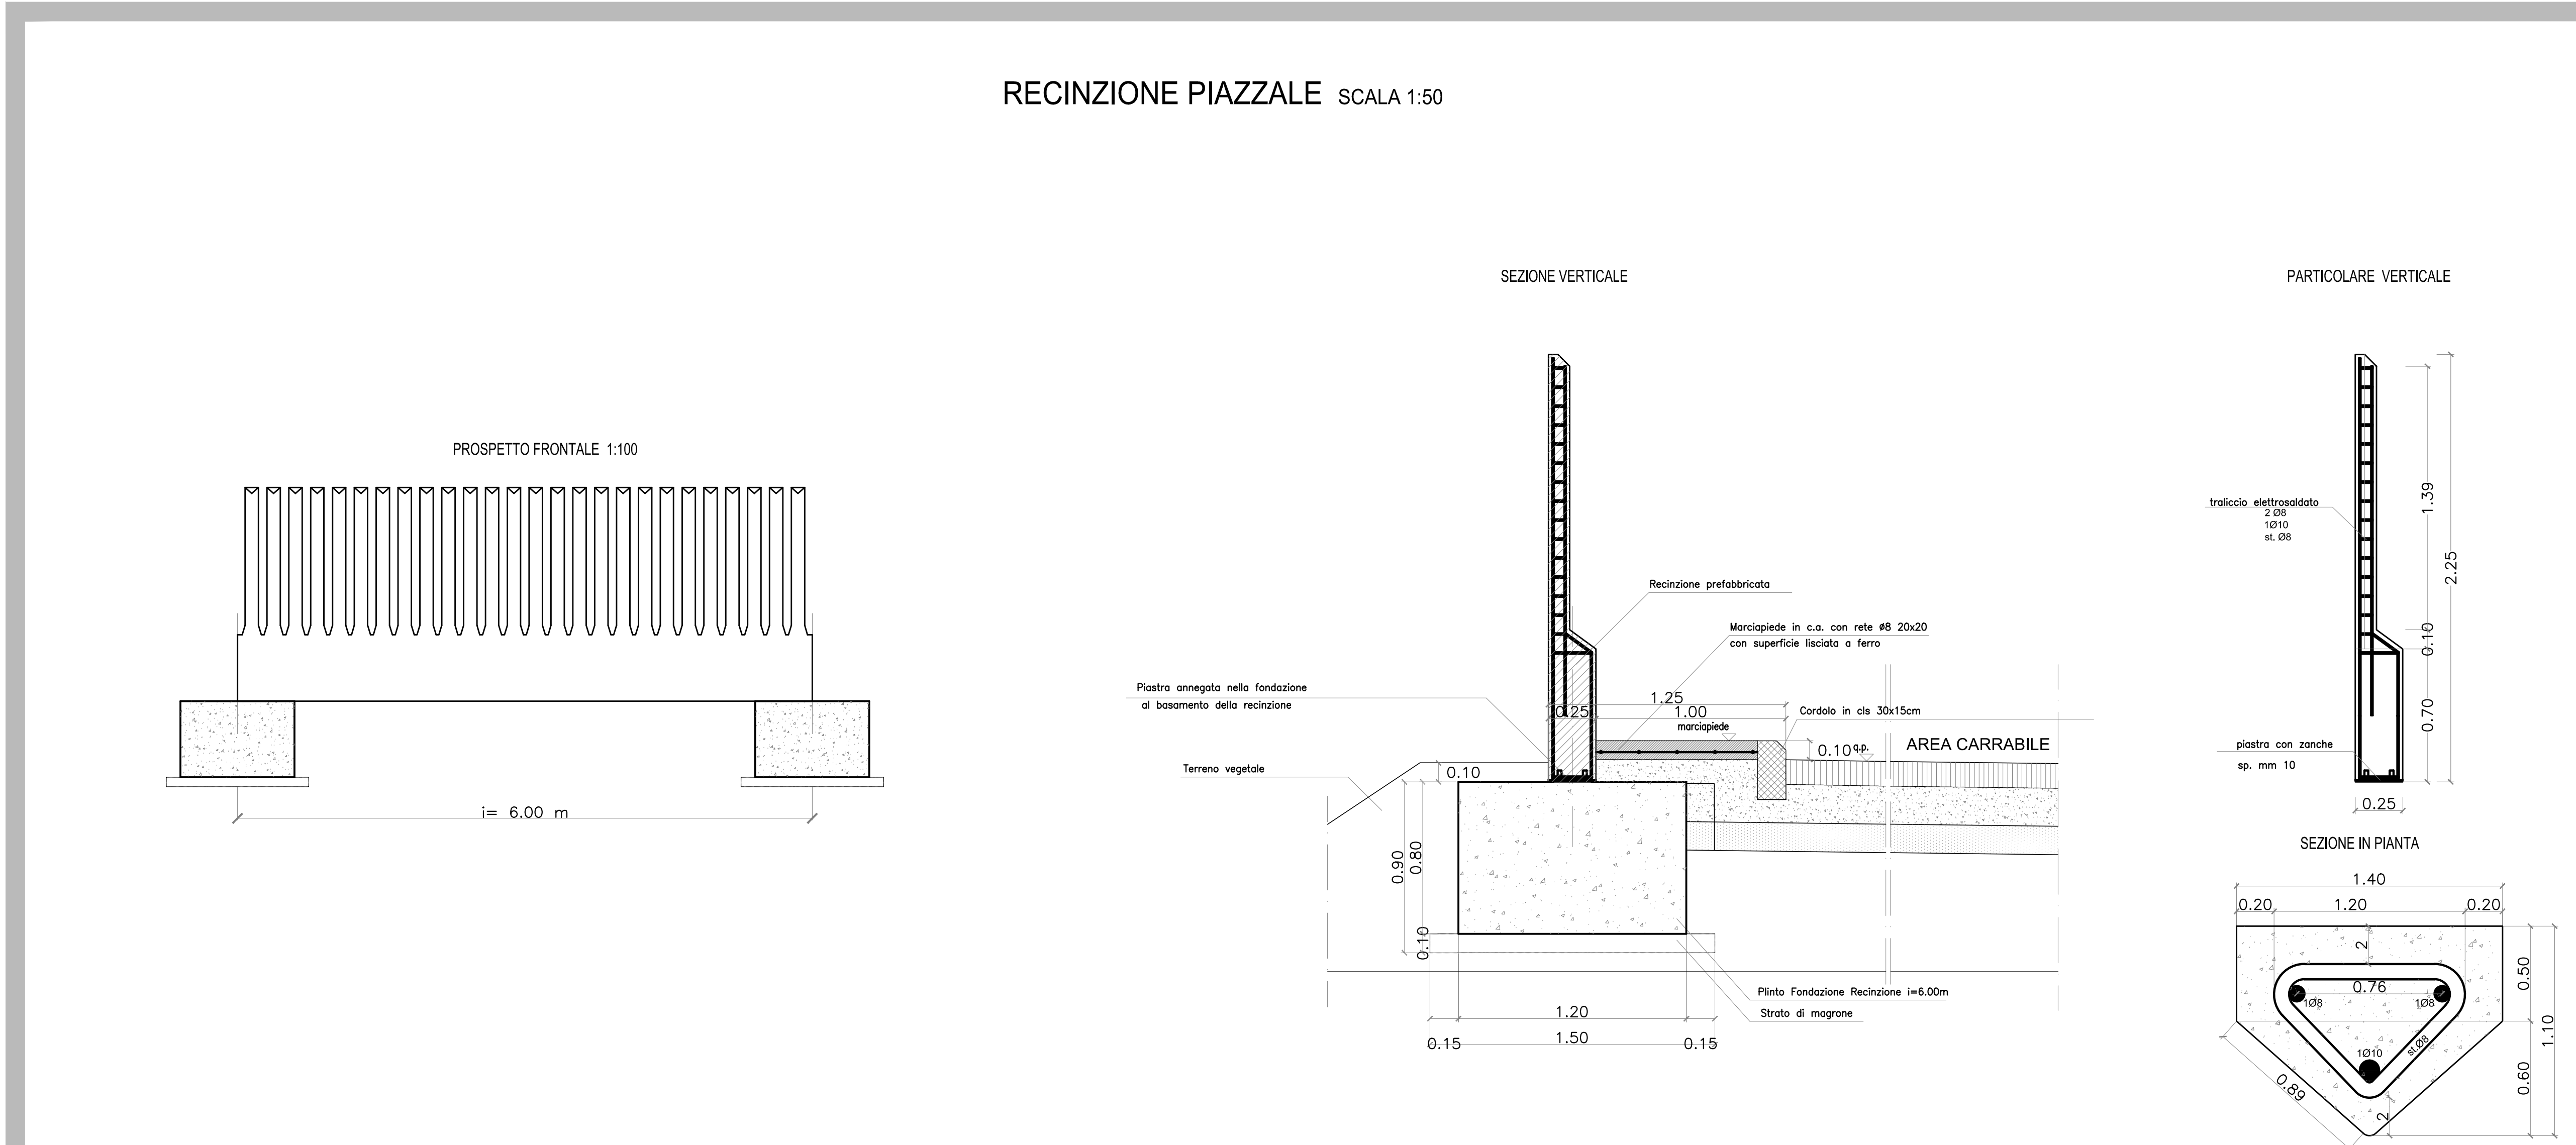 RECINZIONE PIAZZALE SCALA 1:50
PROSPETTO FRONTALE 1:100
i= 6.00 m
SEZIONE VERTICALE
Recinzione prefabbricata
Marciapiede in c.a. con rete ø8 20x20
con superficie lisciata a ferro
Piastra annegata nella fondazione
al basamento della recinzione
1.25
0.25
1.00
marciapiede
Cordolo in cls 30x15cm
0.10
q.p.
AREA CARRABILE
Terreno vegetale
0.10
0.90
0.80
0.10
Plinto Fondazione Recinzione i=6.00m
Strato di magrone
1.20
1.50
0.15
0.15
PARTICOLARE VERTICALE
traliccio elettrosaldato
2 Ø8
1Ø10
st. Ø8
1.39
2.25
0.10
0.70
piastra con zanche
sp. mm 10
0.25
SEZIONE IN PIANTA
1.40
0.20
1.20
0.20
2
0.76
1Ø8
1Ø8
1Ø10
st.Ø8
0.50
1.10
0.60
0.89
2